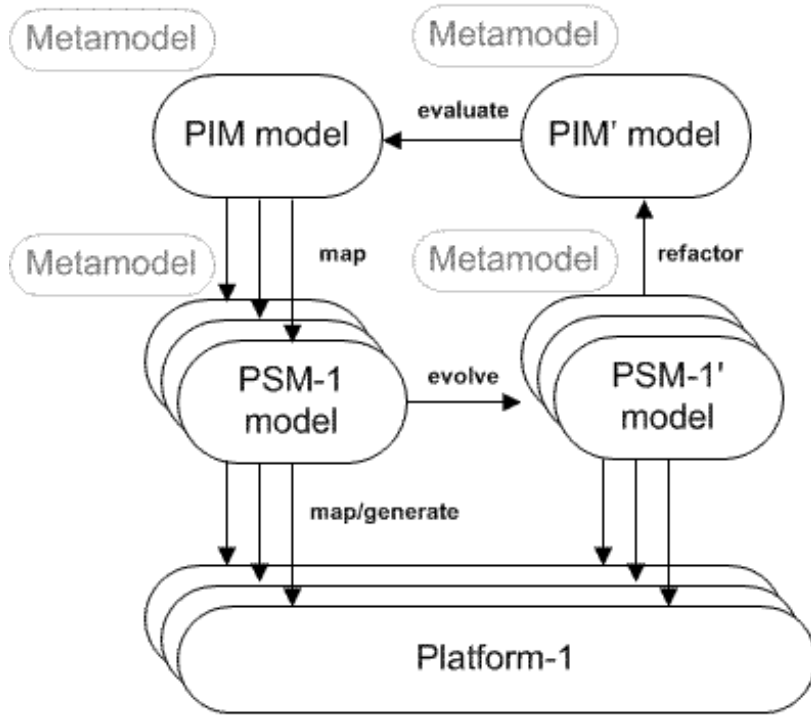 Metamodel
Metamodel
PIM model
evaluate
PIM' model
Metamodel
map
Metamodel
refactor
PSM-1
model
evolve
PSM-1'
model
map/generate
Platform-1